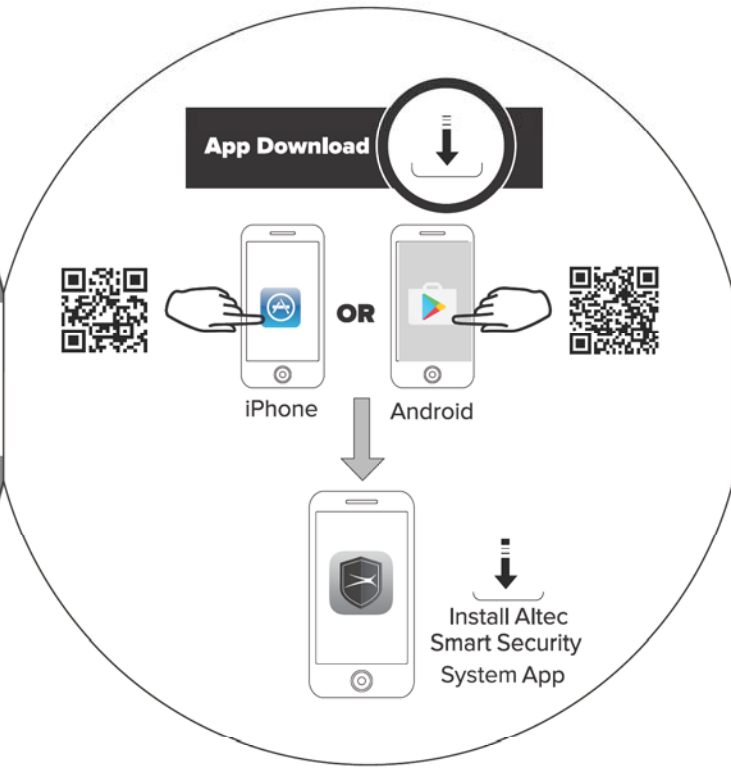 App Download
OR
iPhone
Android
Install Altec
Smart Security
System App